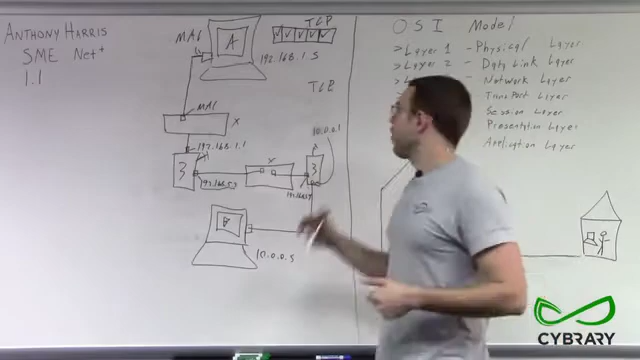 ANTHONY HARRIS
SME Net+
1.1
MAC
A
TCP
192.168.1.5
TCP
MAC
X
192.168.1.1
3
X
3
10.0.0.1
B
10.0.0.5
OSI Model
>Layer 1 - Physical Layer
>Layer 2 - Data Link Layer
Network Layer
Transport Layer
Session Layer
Presentation Layer
Application Layer
CYBRARY